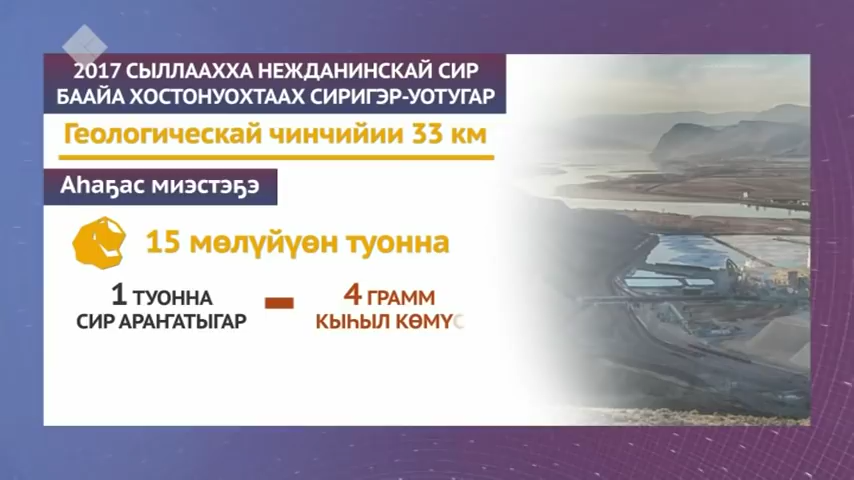 2017 СЫЛЛААХХА НЕЖДАНИНСКАЙ СИР
БААЙА ХОСТОНУОХТААХ СИРИГЭР-УОТУГАР
Геологическай чинчийии 33 км
Аһаҕас миэстэҕэ
15 мөлүйүөн туонна
1 ТУОННА
СИР АРАҤАТЫГАР
-
4 ГРАММ
КЫҺЫЛ КӨМҮС